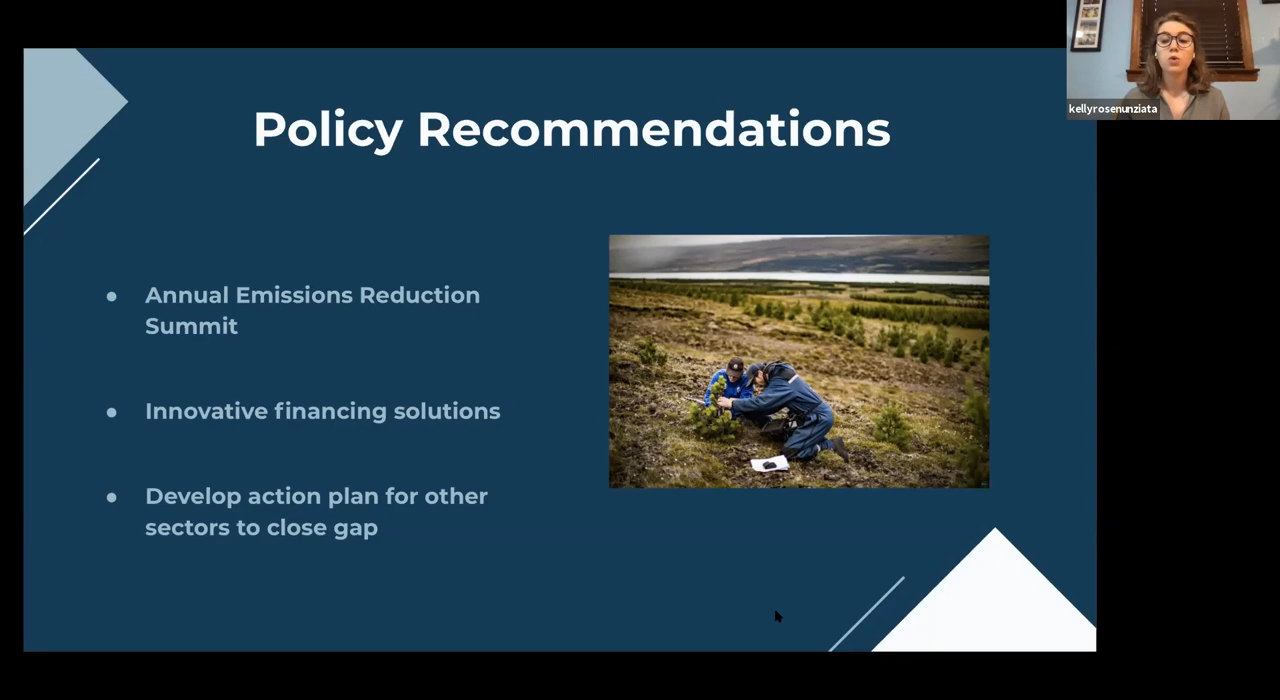 kellyrosenunziata
Policy Recommendations
● Annual Emissions Reduction
Summit
● Innovative financing solutions
● Develop action plan for other
sectors to close gap